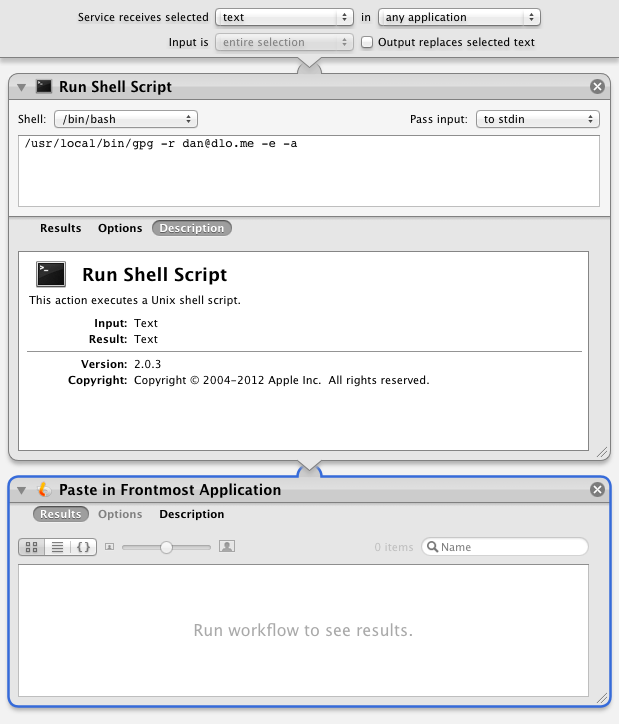 Service receives selected text in any application
Input is entire selection Output replaces selected text
Run Shell Script
Shell: /bin/bash Pass input: to stdin
/usr/local/bin/gpg -r dan@dlo.me -e -a
Results Options Description
Run Shell Script
This action executes a Unix shell script.
Input: Text
Result: Text
Version: 2.0.3
Copyright: Copyright © 2004-2012 Apple Inc. All rights reserved.
Paste in Frontmost Application
Results Options Description
0 items Name
Run workflow to see results.